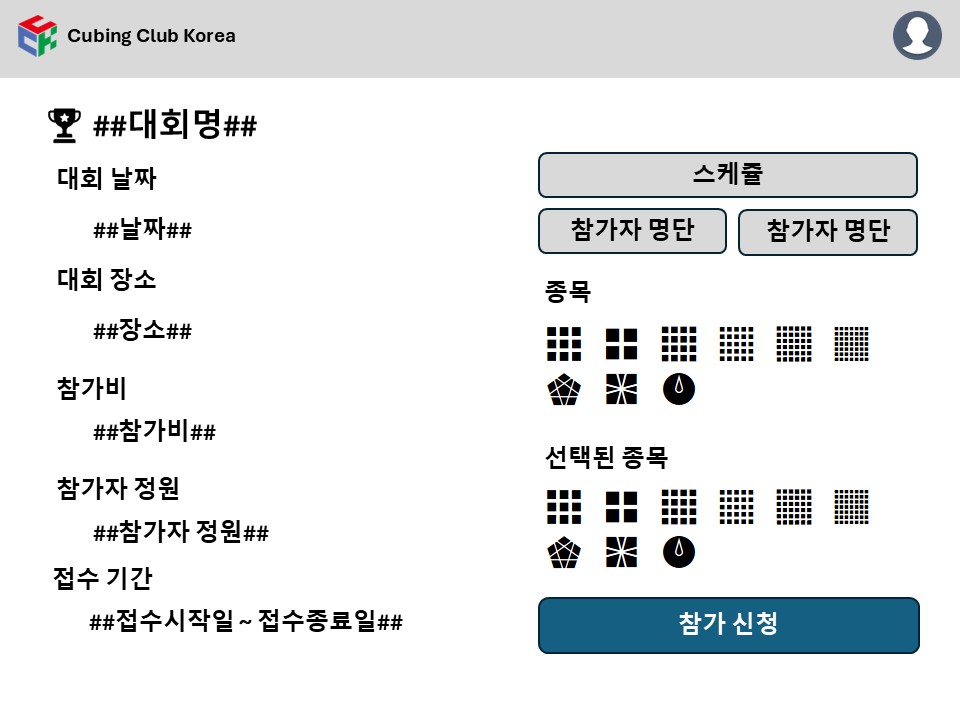 Cubing Club Korea
##대회명##
대회 날짜
##날짜##
대회 장소
##장소##
참가비
##참가비##
참가자 정원
##참가자 정원##
접수 기간
##접수시작일 ~ 접수종료일##
스케쥴
참가자 명단
참가자 명단
종목
선택된 종목
참가 신청